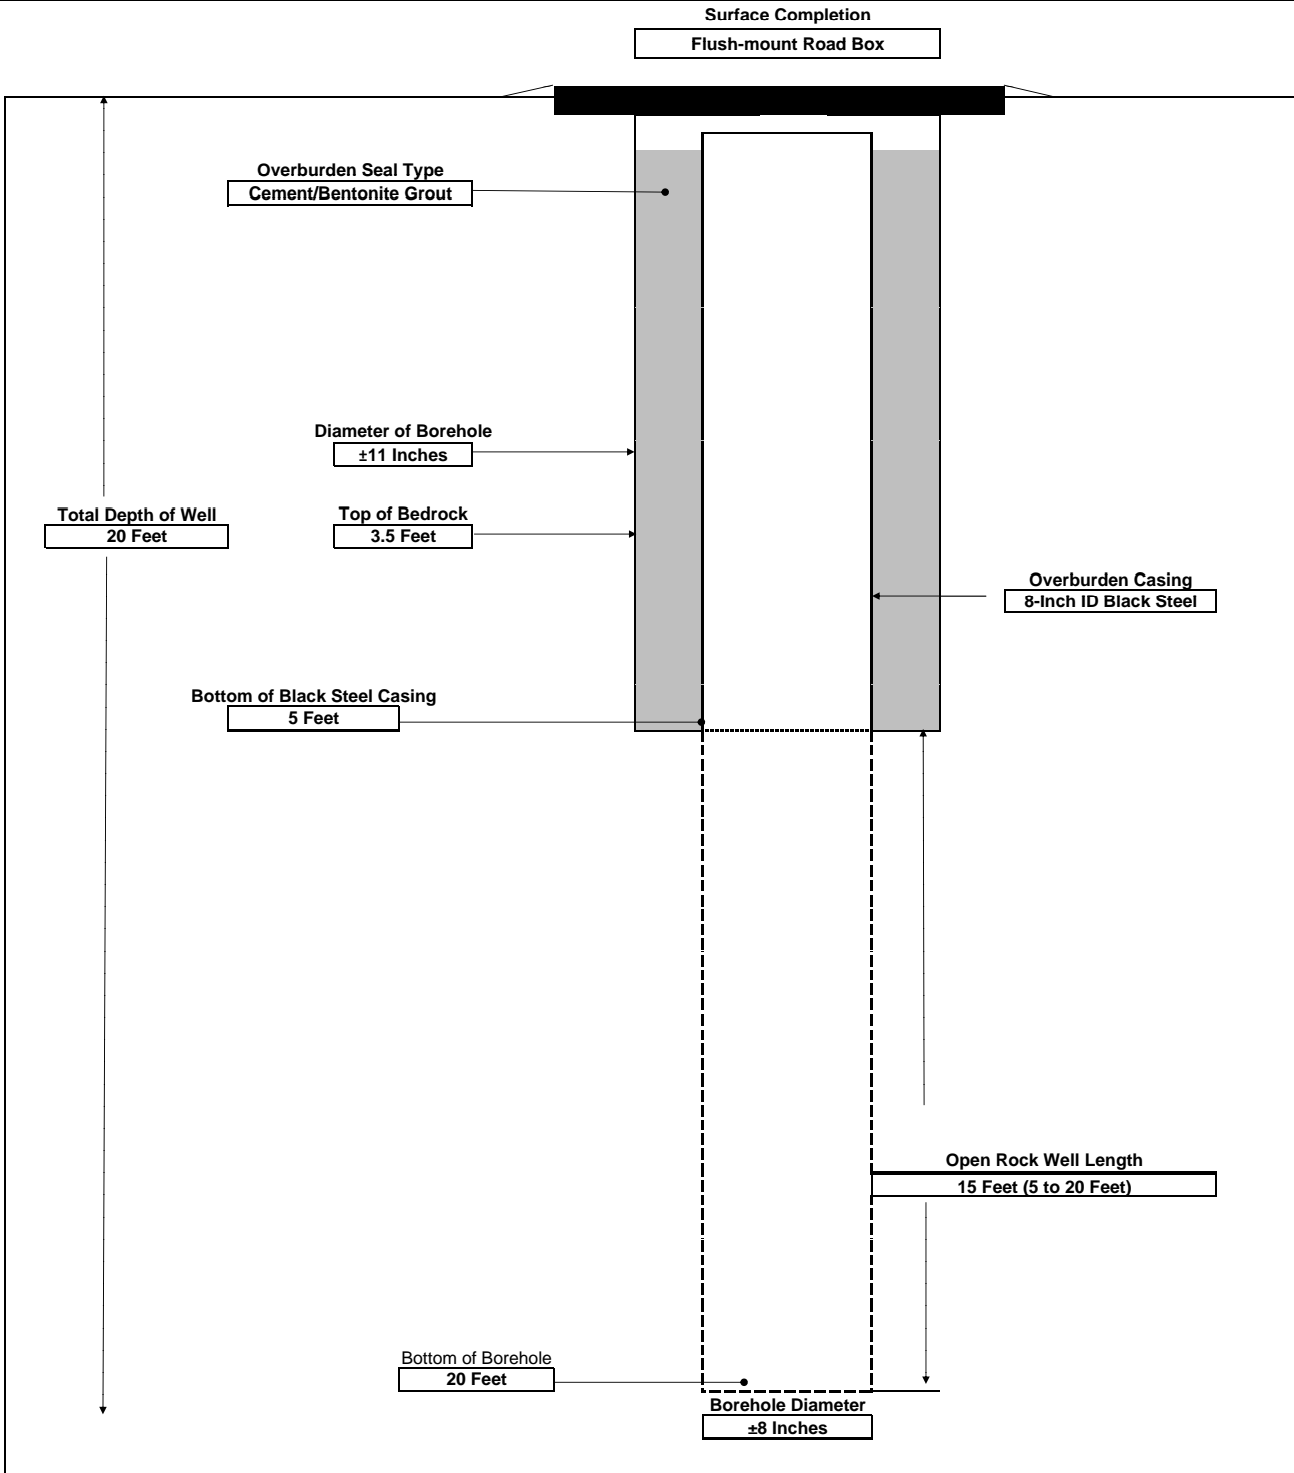 Surface Completion
Flush-mount Road Box
Overburden Seal Type
Cement/Bentonite Grout
Diameter of Borehole
±11 Inches
Total Depth of Well
20 Feet
Top of Bedrock
3.5 Feet
Overburden Casing
8-Inch ID Black Steel
Bottom of Black Steel Casing
5 Feet
Open Rock Well Length
15 Feet (5 to 20 Feet)
Bottom of Borehole
20 Feet
Borehole Diameter
±8 Inches